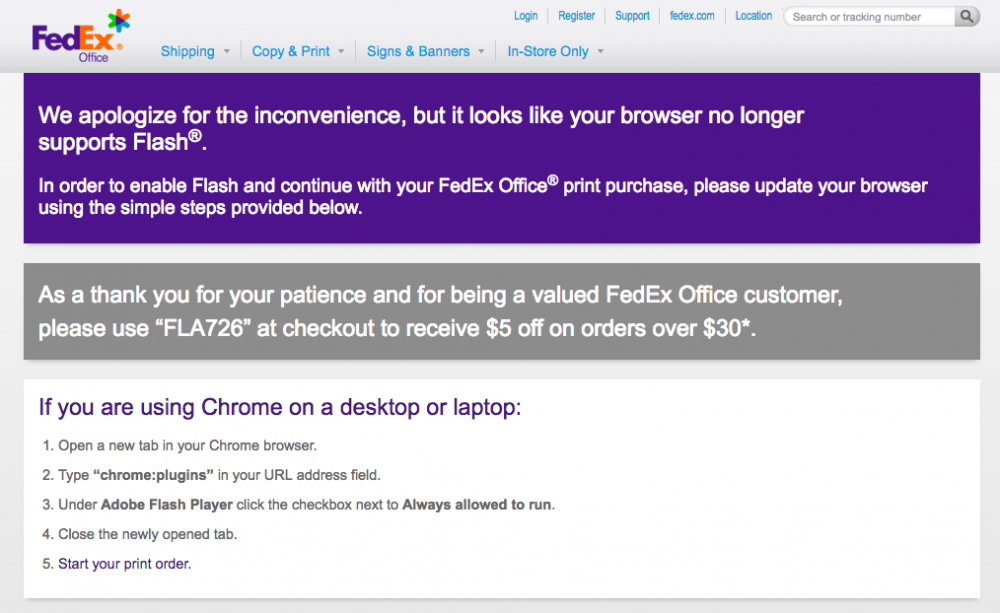 Login Register Support fedex.com Location Search or tracking number
FedEx®
Office
Shipping Copy & Print Signs & Banners In-Store Only
We apologize for the inconvenience, but it looks like your browser no longer
supports Flash®.
In order to enable Flash and continue with your FedEx Office® print purchase, please update your browser
using the simple steps provided below.
As a thank you for your patience and for being a valued FedEx Office customer,
please use “FLA726” at checkout to receive $5 off on orders over $30*.
If you are using Chrome on a desktop or laptop:
1. Open a new tab in your Chrome browser.
2. Type “chrome:plugins” in your URL address field.
3. Under Adobe Flash Player click the checkbox next to Always allowed to run.
4. Close the newly opened tab.
5. Start your print order.